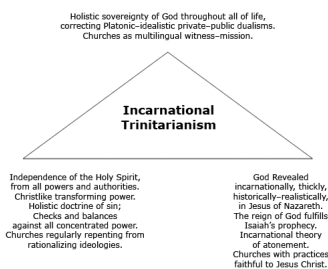 Holistic sovereignty of God throughout all of life,
correcting Platonic–idealistic private–public dualisms.
Churches as multilingual witness–mission.
Incarnational
Trinitarianism
Independence of the Holy Spirit,
from all powers and authorities.
Christlike transforming power.
Holistic doctrine of sin;
Checks and balances
against all concentrated power.
Churches regularly repenting from
rationalizing ideologies.
God Revealed
incarnationally, thickly,
historically–realistically,
in Jesus of Nazareth.
The reign of God fulfills
Isaiah's prophecy.
Incarnational theory
of atonement.
Churches with practices
faithful to Jesus Christ.